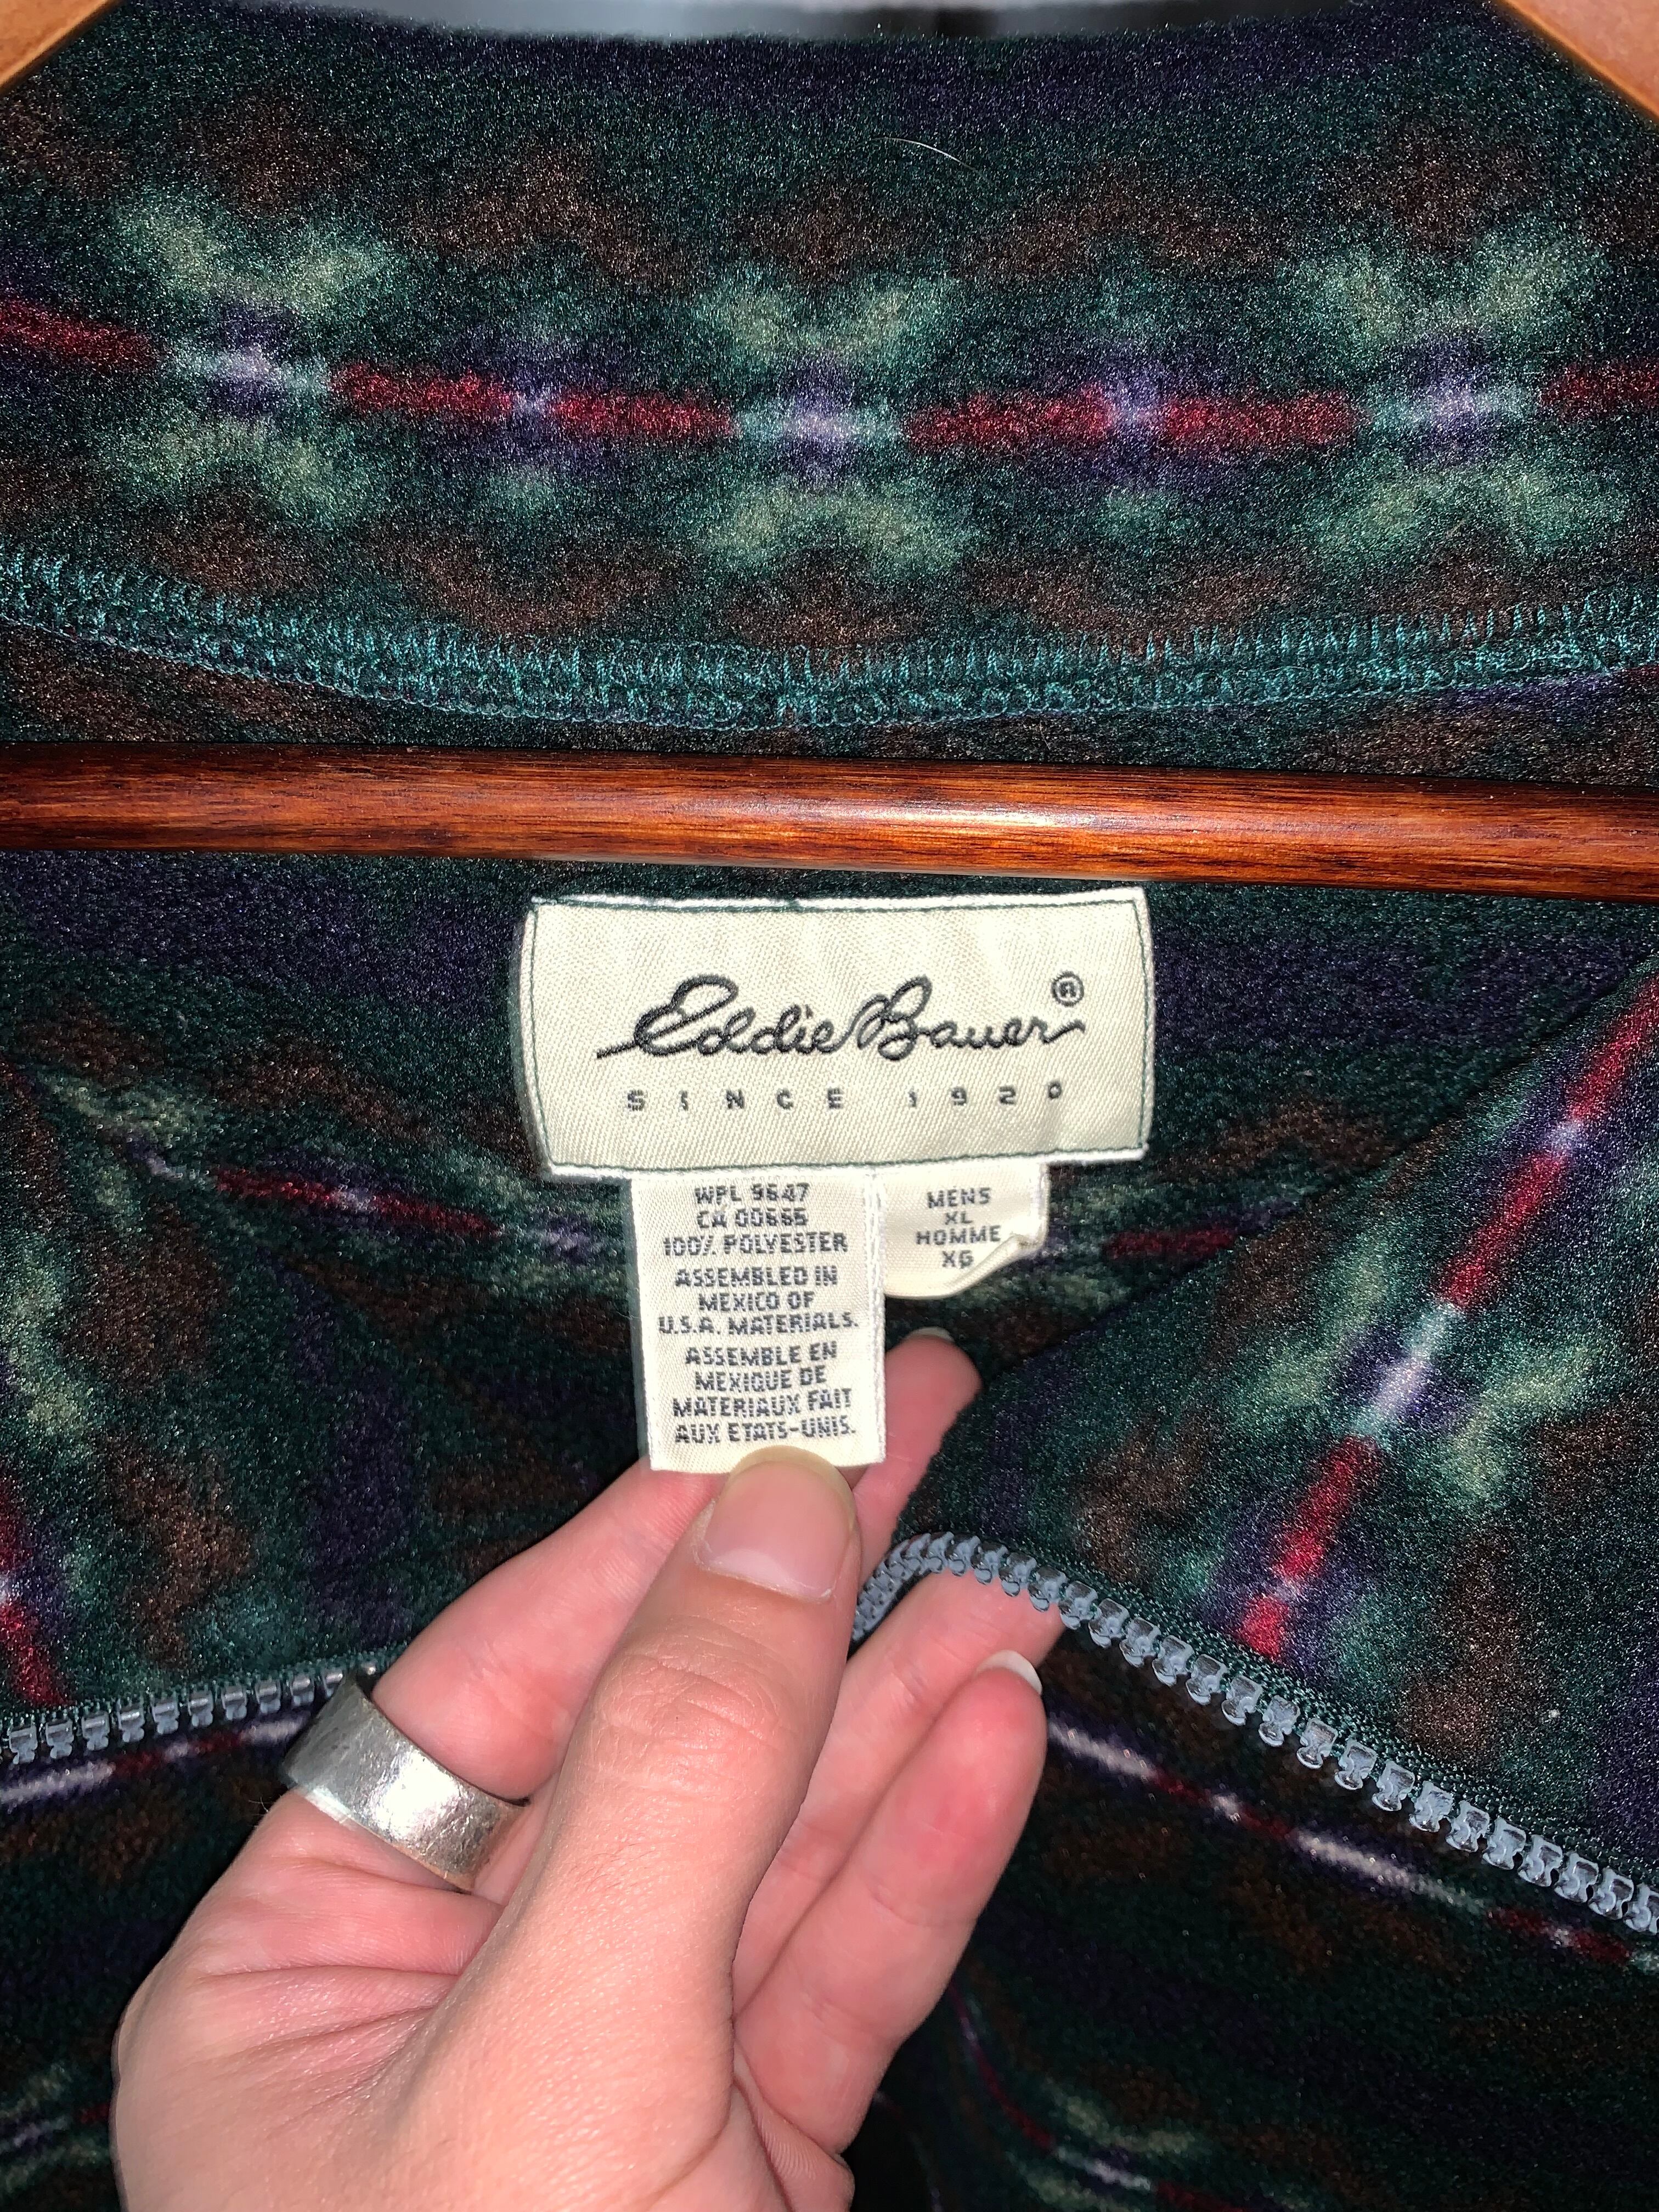 Eddie Bauer ®
SINCE 1920
WPL 9647
CA 00665
100% POLYESTER
ASSEMBLED IN
MEXICO OF
U.S.A. MATERIALS.
ASSEMBLE EN
MEXIQUE DE
MATERIAUX FAIT
AUX ETATS-UNIS.
MENS
XL
HOMME
XG